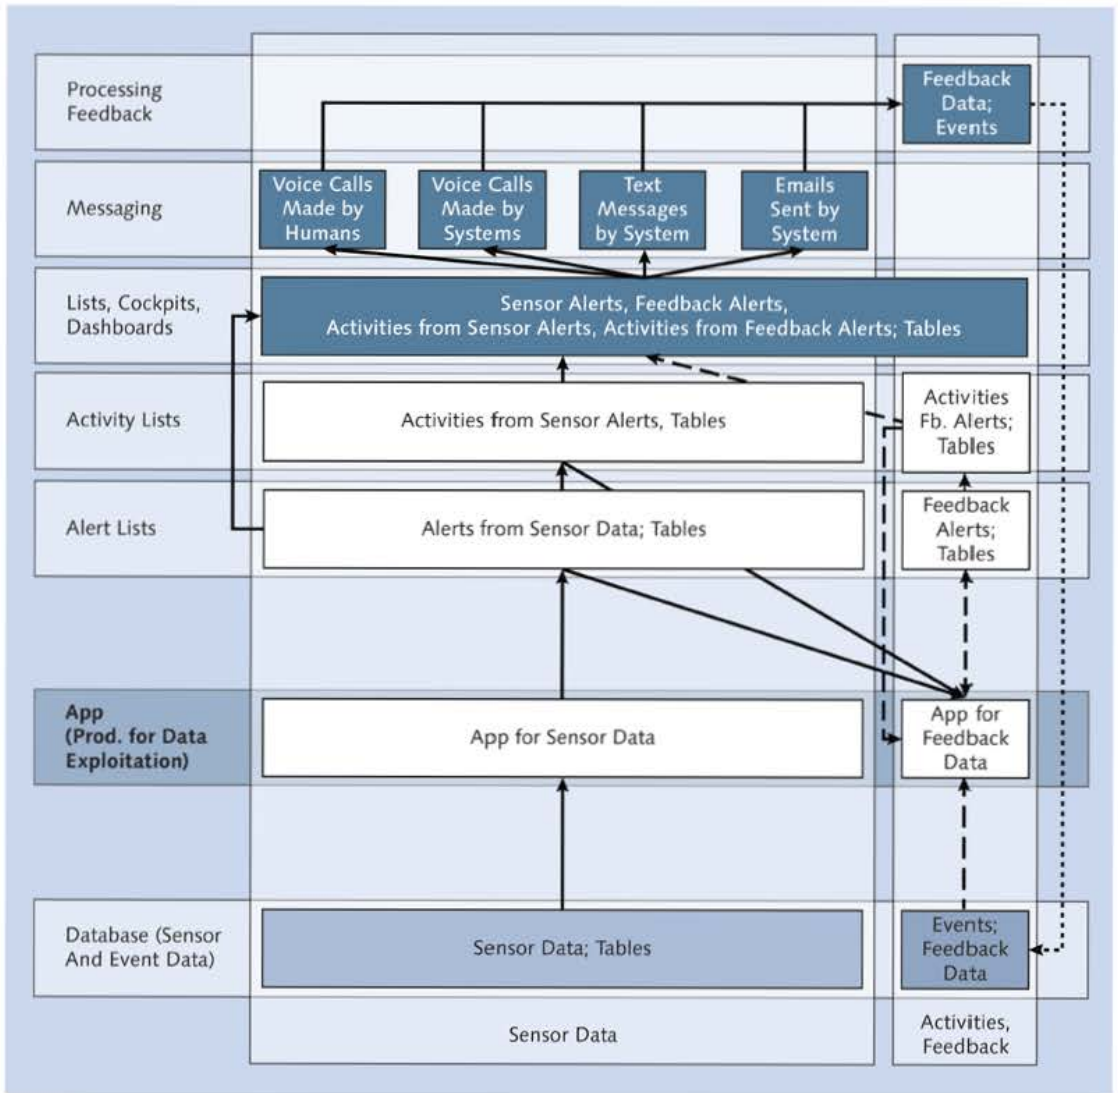 Processing
Feedback
Feedback
Data;
Events
Messaging
Voice Calls
Made by
Humans
Voice Calls
Made by
Systems
Text
Messages
by System
Emails
Sent by
System
Lists, Cockpits,
Dashboards
Sensor Alerts, Feedback Alerts,
Activities from Sensor Alerts, Activities from Feedback Alerts; Tables
Activity Lists
Activities from Sensor Alerts, Tables
Activities
Fb. Alerts;
Tables
Alert Lists
Alerts from Sensor Data; Tables
Feedback
Alerts;
Tables
App
(Prod. for Data
Exploitation)
App for Sensor Data
App for
Feedback
Data
Database (Sensor
And Event Data)
Sensor Data; Tables
Events;
Feedback
Data
Sensor Data
Activities,
Feedback